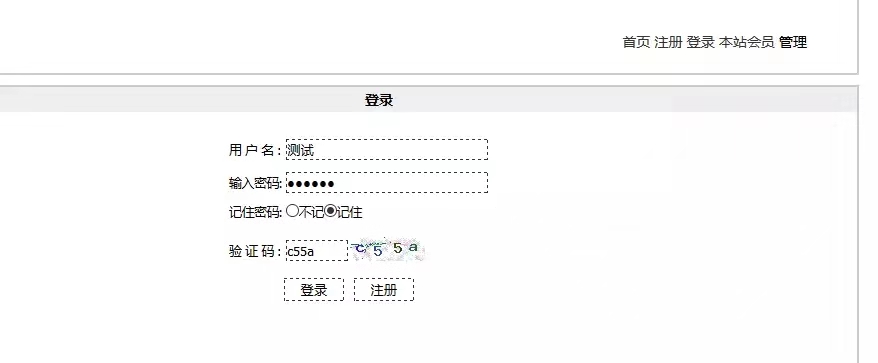 首页 注册 登录 本站会员 管理
登录
用 户 名： 测试
输入密码: ●●●●●●
记住密码: 不记 记住
验 证 码： c55a c55a
登录 注册